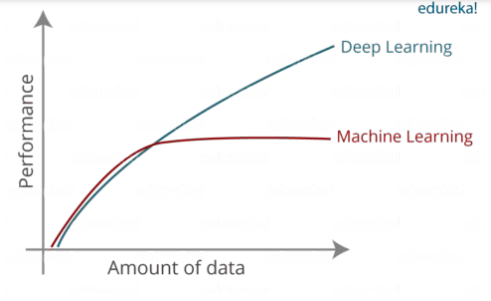 edureka!
Deep Learning
Performance
Machine Learning
Amount of data